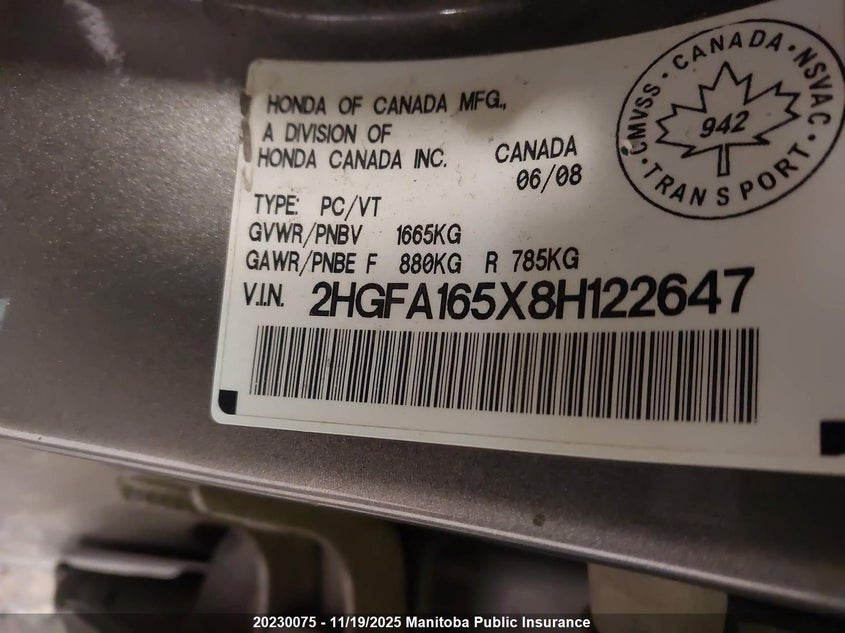 HONDA OF CANADA MFG.,
A DIVISION OF
HONDA CANADA INC. CANADA
06/08
TYPE: PC/VT
GVWR/PNBV 1665KG
GAWR/PNBE F 880KG R 785KG
V.I.N. 2HGFA165X8H122647
CMVSS · CANADA · NSVAC · TRANSPORT ·
942
20230075 - 11/19/2025 Manitoba Public Insurance